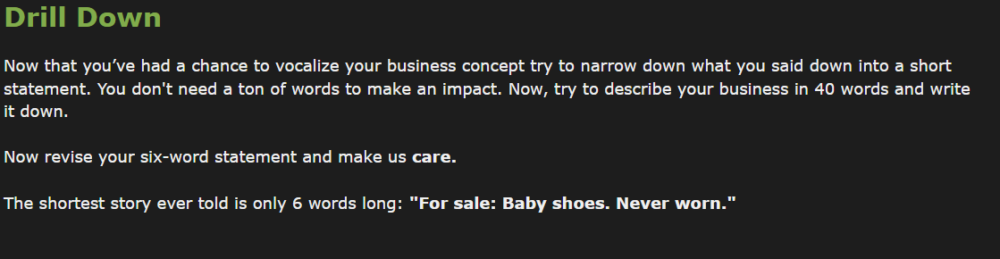 Drill Down
Now that you’ve had a chance to vocalize your business concept try to narrow down what you said down into a short
statement. You don't need a ton of words to make an impact. Now, try to describe your business in 40 words and write
it down.
Now revise your six-word statement and make us care.
The shortest story ever told is only 6 words long: "For sale: Baby shoes. Never worn."